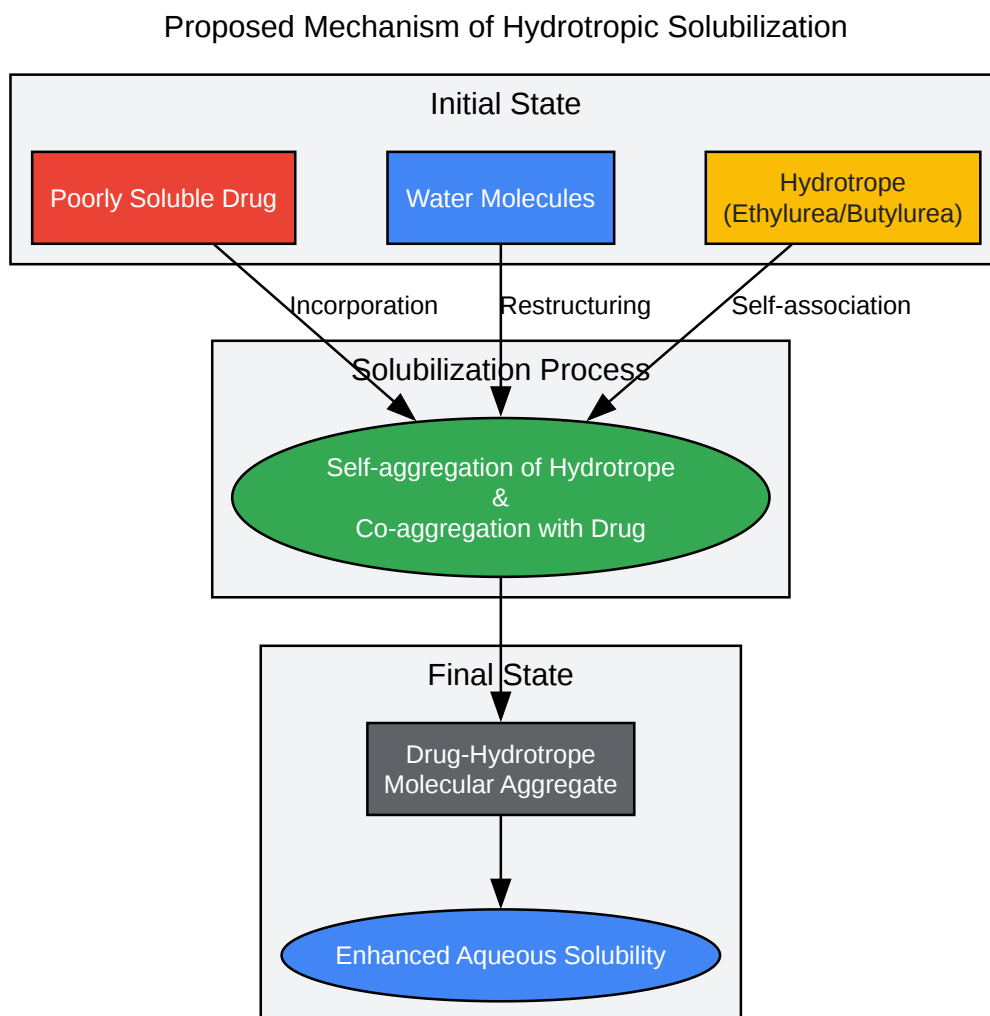 Proposed Mechanism of Hydrotropic Solubilization
Initial State
Poorly Soluble Drug
Water Molecules
Hydrotrope
(Ethylurea/Butylurea)
Incorporation
Restructuring
Self-association
Solubilization Process
Self-aggregation of Hydrotrope
&
Co-aggregation with Drug
Final State
Drug-Hydrotrope
Molecular Aggregate
Enhanced Aqueous Solubility